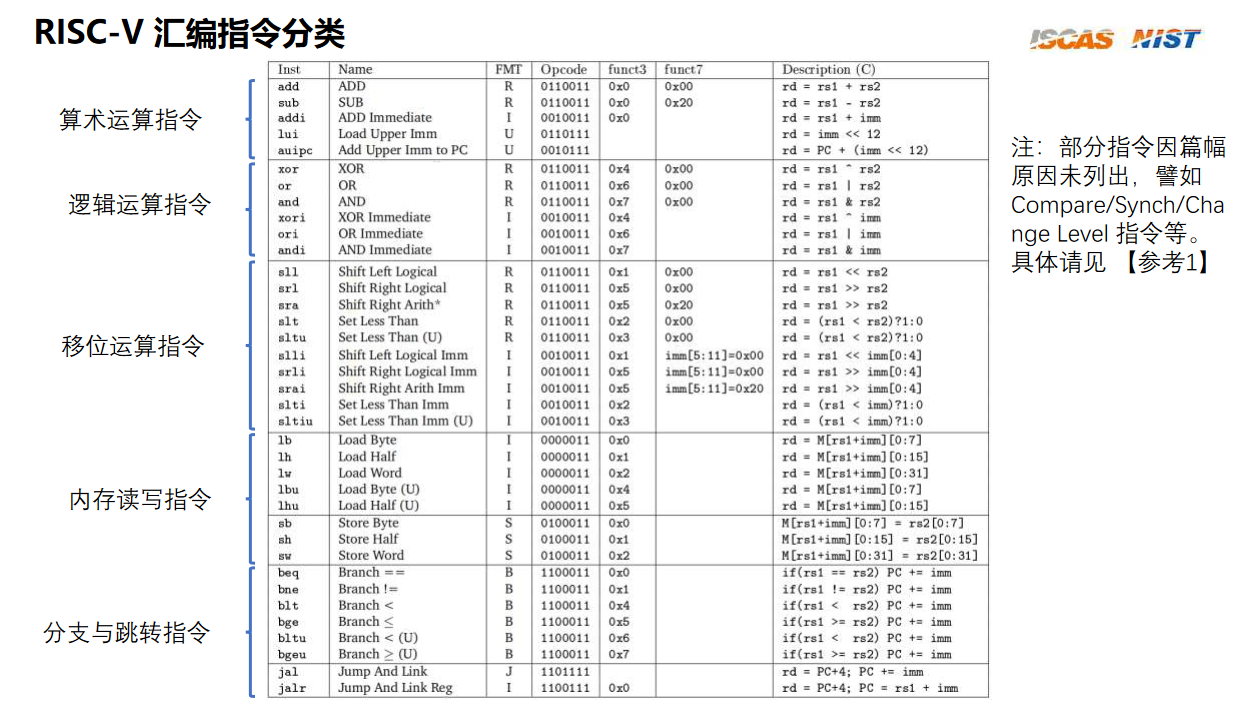 RISC-V 汇编指令分类
ISCAS NIST
Inst Name FMT Opcode funct3 funct7 Description (C)
算术运算指令
add ADD R 0110011 0x0 0x00 rd = rs1 + rs2
sub SUB R 0110011 0x0 0x20 rd = rs1 - rs2
addi ADD Immediate I 0010011 0x0 rd = rs1 + imm
lui Load Upper Imm U 0110111 rd = imm << 12
auipc Add Upper Imm to PC U 0010111 rd = PC + (imm << 12)
逻辑运算指令
xor XOR R 0110011 0x4 0x00 rd = rs1 ^ rs2
or OR R 0110011 0x6 0x00 rd = rs1 | rs2
and AND R 0110011 0x7 0x00 rd = rs1 & rs2
xori XOR Immediate I 0010011 0x4 rd = rs1 ^ imm
ori OR Immediate I 0010011 0x6 rd = rs1 | imm
andi AND Immediate I 0010011 0x7 rd = rs1 & imm
移位运算指令
sll Shift Left Logical R 0110011 0x1 0x00 rd = rs1 << rs2
srl Shift Right Logical R 0110011 0x5 0x00 rd = rs1 >> rs2
sra Shift Right Arith* R 0110011 0x5 0x20 rd = rs1 >> rs2
slt Set Less Than R 0110011 0x2 0x00 rd = (rs1 < rs2)?1:0
sltu Set Less Than (U) R 0110011 0x3 0x00 rd = (rs1 < rs2)?1:0
slli Shift Left Logical Imm I 0010011 0x1 imm[5:11]=0x00 rd = rs1 << imm[0:4]
srli Shift Right Logical Imm I 0010011 0x5 imm[5:11]=0x00 rd = rs1 >> imm[0:4]
srai Shift Right Arith Imm I 0010011 0x5 imm[5:11]=0x20 rd = rs1 >> imm[0:4]
slti Set Less Than Imm I 0010011 0x2 rd = (rs1 < imm)?1:0
sltiu Set Less Than Imm (U) I 0010011 0x3 rd = (rs1 < imm)?1:0
内存读写指令
lb Load Byte I 0000011 0x0 rd = M[rs1+imm][0:7]
lh Load Half I 0000011 0x1 rd = M[rs1+imm][0:15]
lw Load Word I 0000011 0x2 rd = M[rs1+imm][0:31]
lbu Load Byte (U) I 0000011 0x4 rd = M[rs1+imm][0:7]
lhu Load Half (U) I 0000011 0x5 rd = M[rs1+imm][0:15]
sb Store Byte S 0100011 0x0 M[rs1+imm][0:7] = rs2[0:7]
sh Store Half S 0100011 0x1 M[rs1+imm][0:15] = rs2[0:15]
sw Store Word S 0100011 0x2 M[rs1+imm][0:31] = rs2[0:31]
分支与跳转指令
beq Branch == B 1100011 0x0 if(rs1 == rs2) PC += imm
bne Branch != B 1100011 0x1 if(rs1 != rs2) PC += imm
blt Branch < B 1100011 0x4 if(rs1 < rs2) PC += imm
bge Branch ≤ B 1100011 0x5 if(rs1 >= rs2) PC += imm
bltu Branch < (U) B 1100011 0x6 if(rs1 < rs2) PC += imm
bgeu Branch ≥ (U) B 1100011 0x7 if(rs1 >= rs2) PC += imm
jal Jump And Link J 1101111 rd = PC+4; PC += imm
jalr Jump And Link Reg I 1100111 0x0 rd = PC+4; PC = rs1 + imm
注：部分指令因篇幅
原因未列出，譬如
Compare/Synch/Cha
nge Level 指令等。
具体请见 【参考1】